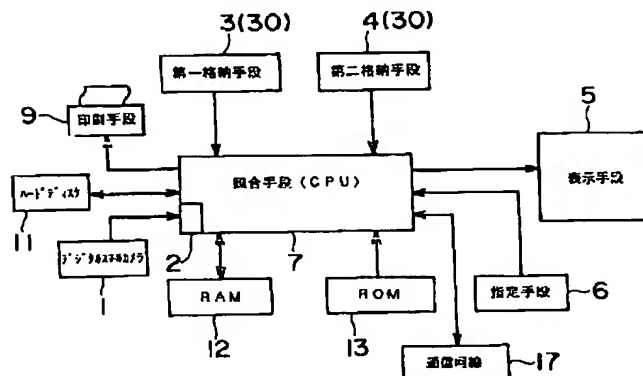 3(30)
4(30)
第一格納手段
第二格納手段
5
9
印刷手段
表示手段
照合手段(CPU)
ハードディスク
11
2
7
デジタルスチルカメラ
1
RAM
ROM
指定手段
6
12
13
通信回線
17